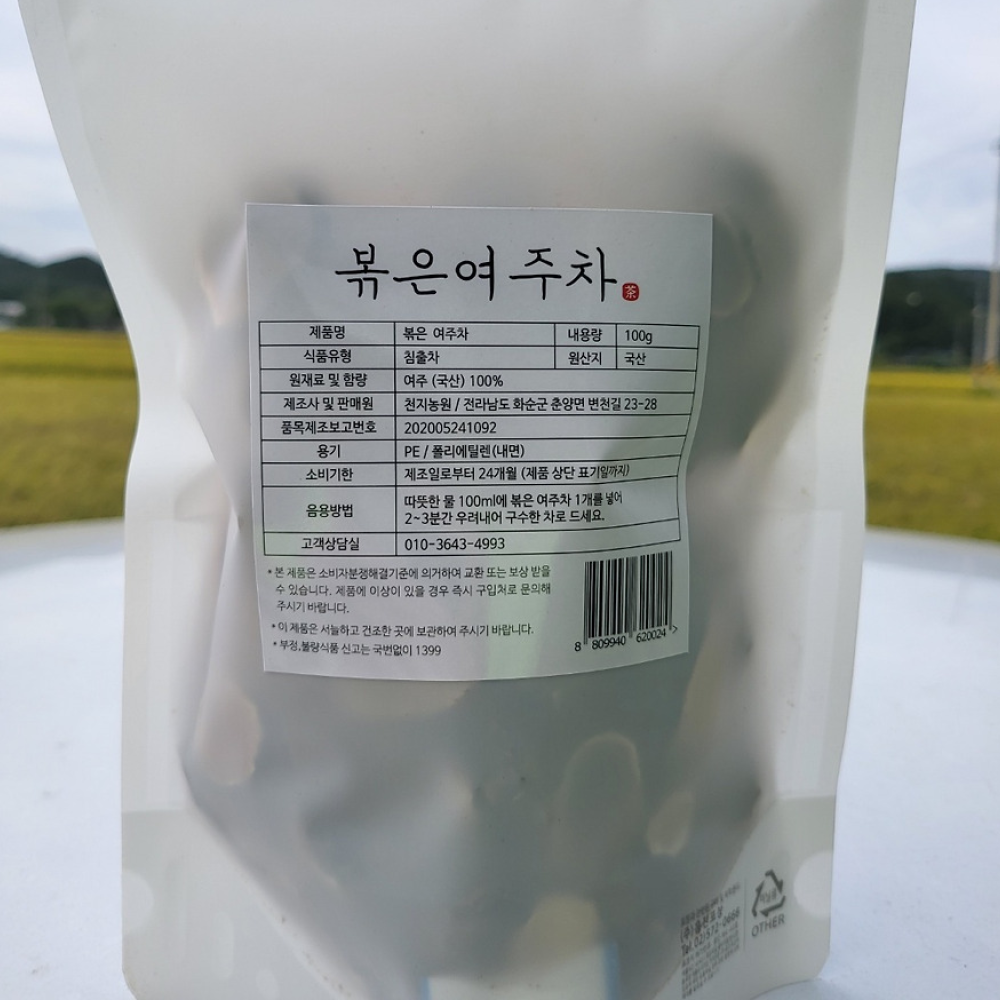 볶은여주차 茶
제품명 볶은 여주차 내용량 100g
식품유형 침출차 원산지 국산
원재료 및 함량 여주 (국산) 100%
제조사 및 판매원 천지농원 / 전라남도 화순군 춘양면 변천길 23-28
품목제조보고번호 202005241092
용기 PE / 폴리에틸렌(내면)
소비기한 제조일로부터 24개월 (제품 상단 표기일까지)
음용방법 따뜻한 물 100ml에 볶은 여주차 1개를 넣어
2~3분간 우려내어 구수한 차로 드세요.
고객상담실 010-3643-4993
* 본 제품은 소비자분쟁해결기준에 의거하여 교환 또는 보상 받을
수 있습니다. 제품에 이상이 있을 경우 즉시 구입처로 문의해
주시기 바랍니다.
* 이 제품은 서늘하고 건조한 곳에 보관하여 주시기 바랍니다.
* 부정,불량식품 신고는 국번없이 1399
8 809940 620024 >
OTHER